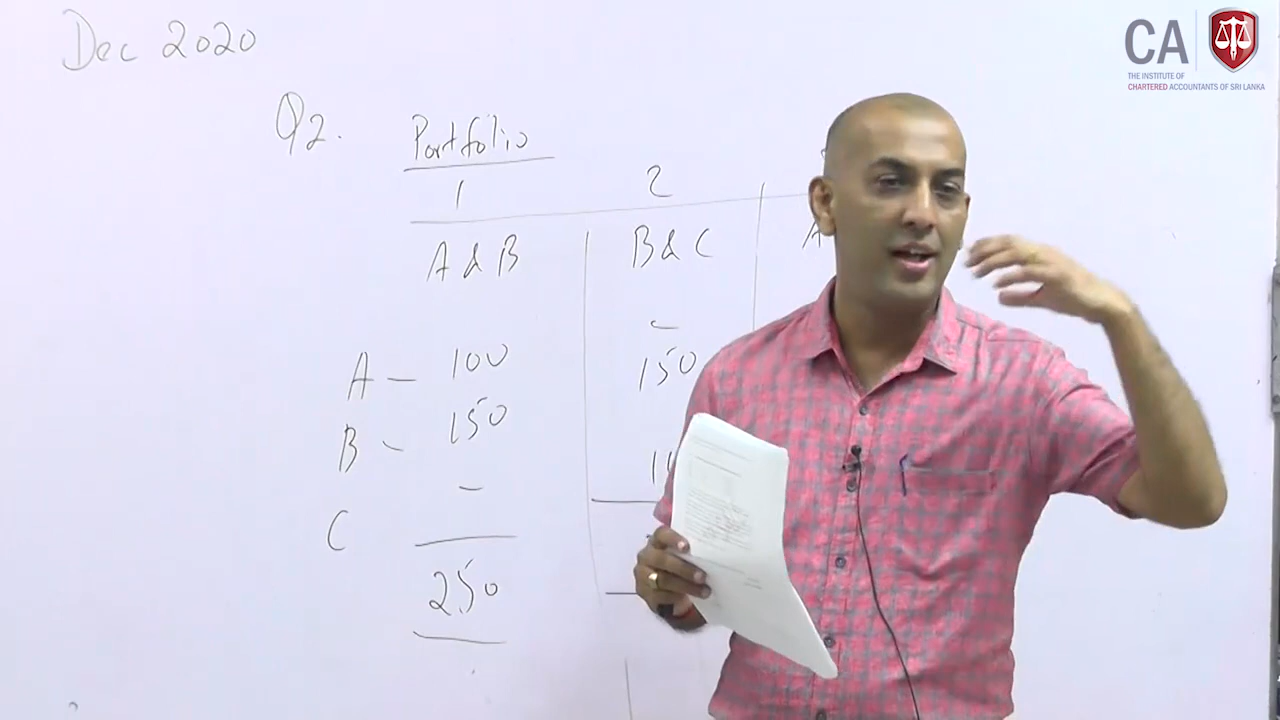 Dec 2020
CA
THE INSTITUTE OF
CHARTERED ACCOUNTANTS OF SRI LANKA
Q2. Portfolio
1 2
A & B B & C A
–
A – 100 150
B – 150
–
C
250